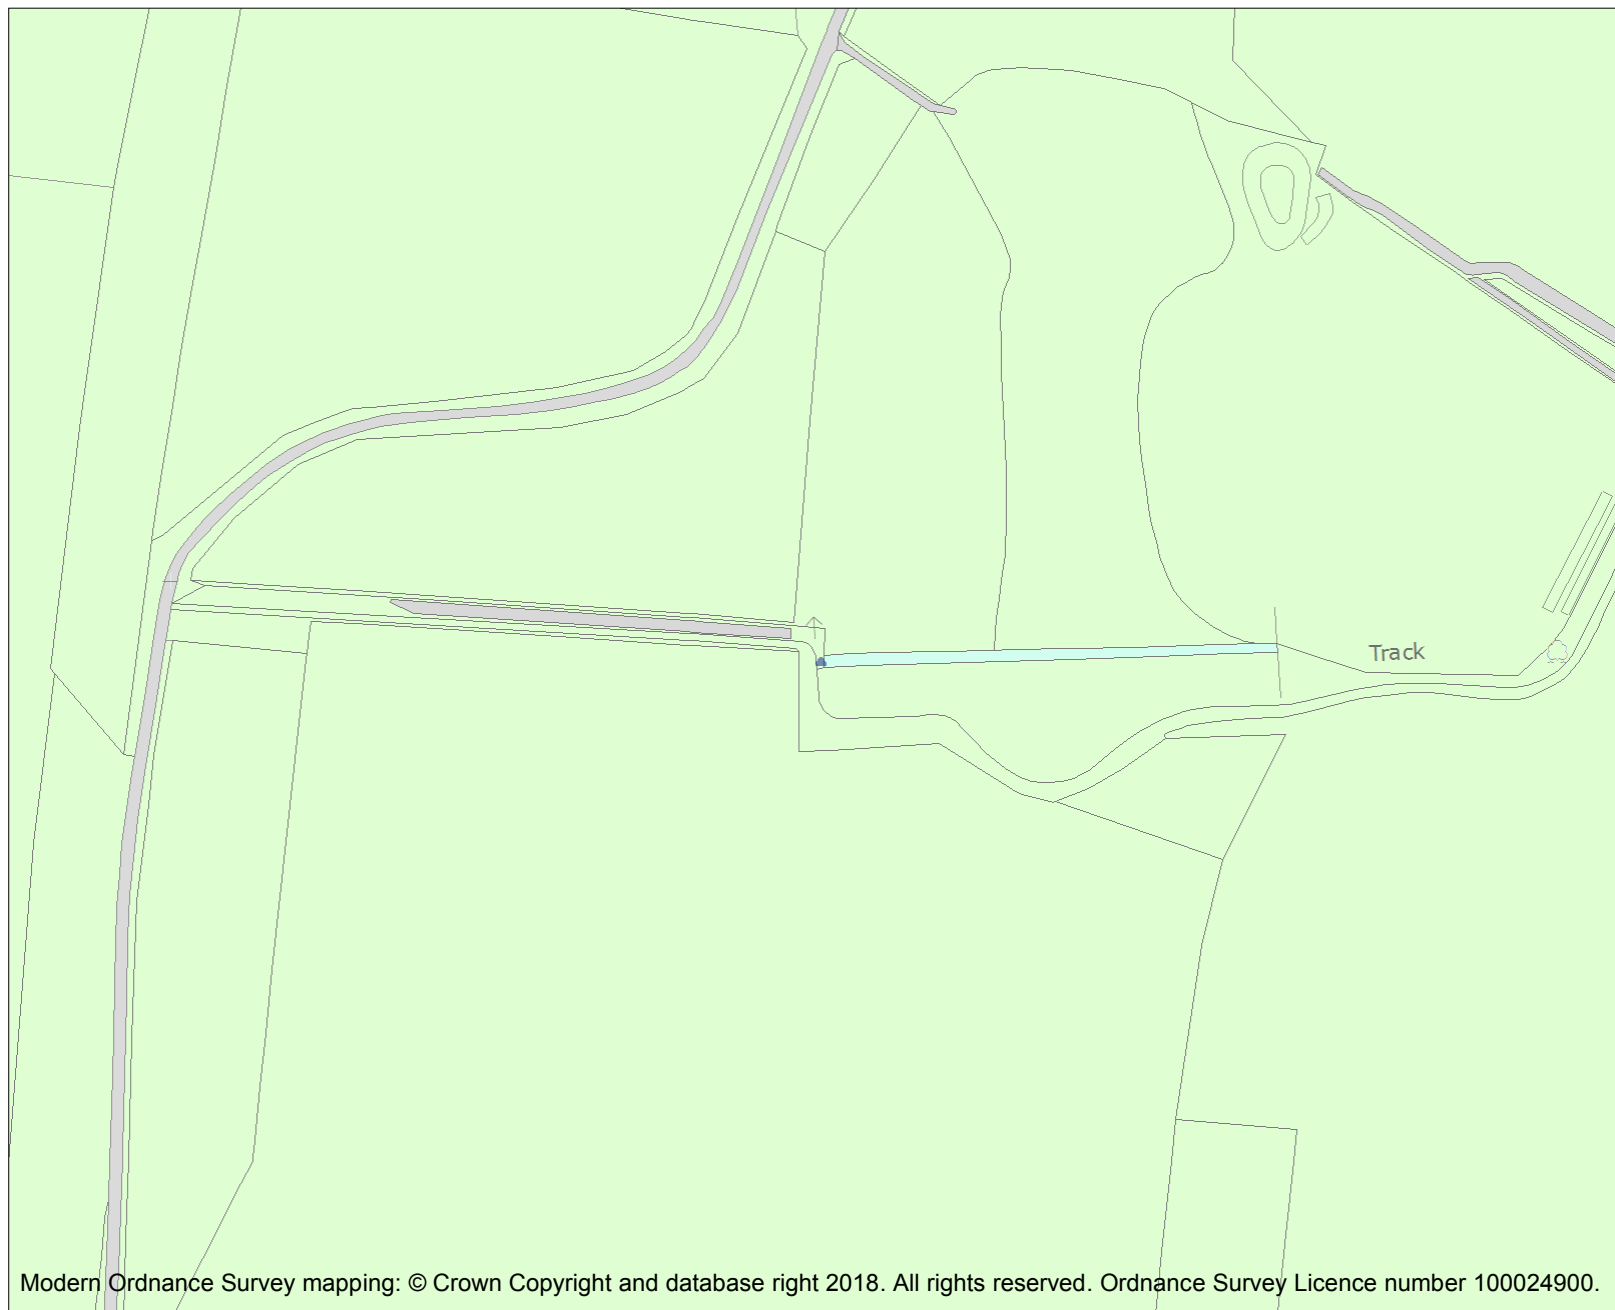 Track
Modern Ordnance Survey mapping: © Crown Copyright and database right 2018. All rights reserved. Ordnance Survey Licence number 100024900.